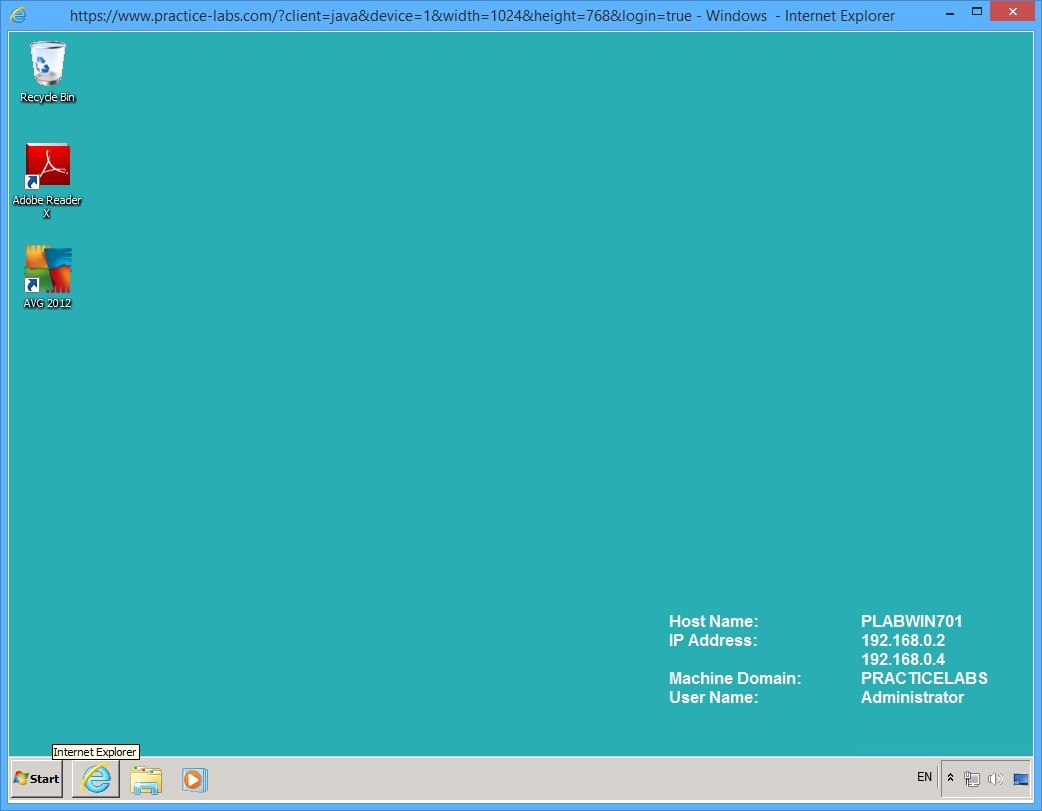 https://www.practice-labs.com/?client=java&device=1&width=1024&height=768&login=true - Windows - Internet Explorer
Recycle Bin
Adobe Reader
X
AVG 2012
Host Name: PLABWIN701
IP Address: 192.168.0.2
192.168.0.4
Machine Domain: PRACTICELABS
User Name: Administrator
Internet Explorer
Start
EN